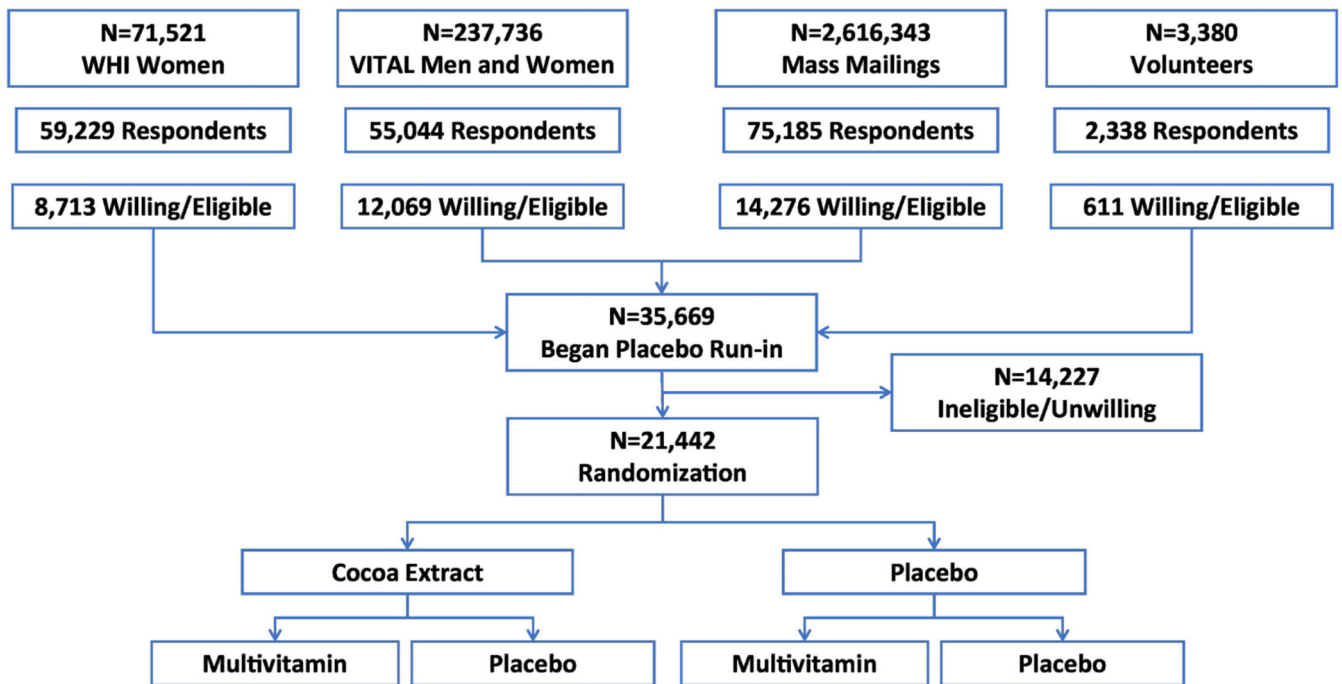 N=71,521
WHI Women
N=237,736
VITAL Men and Women
N=2,616,343
Mass Mailings
N=3,380
Volunteers
59,229 Respondents
55,044 Respondents
75,185 Respondents
2,338 Respondents
8,713 Willing/Eligible
12,069 Willing/Eligible
14,276 Willing/Eligible
611 Willing/Eligible
N=35,669
Began Placebo Run-in
N=14,227
Ineligible/Unwilling
N=21,442
Randomization
Cocoa Extract
Placebo
Multivitamin
Placebo
Multivitamin
Placebo